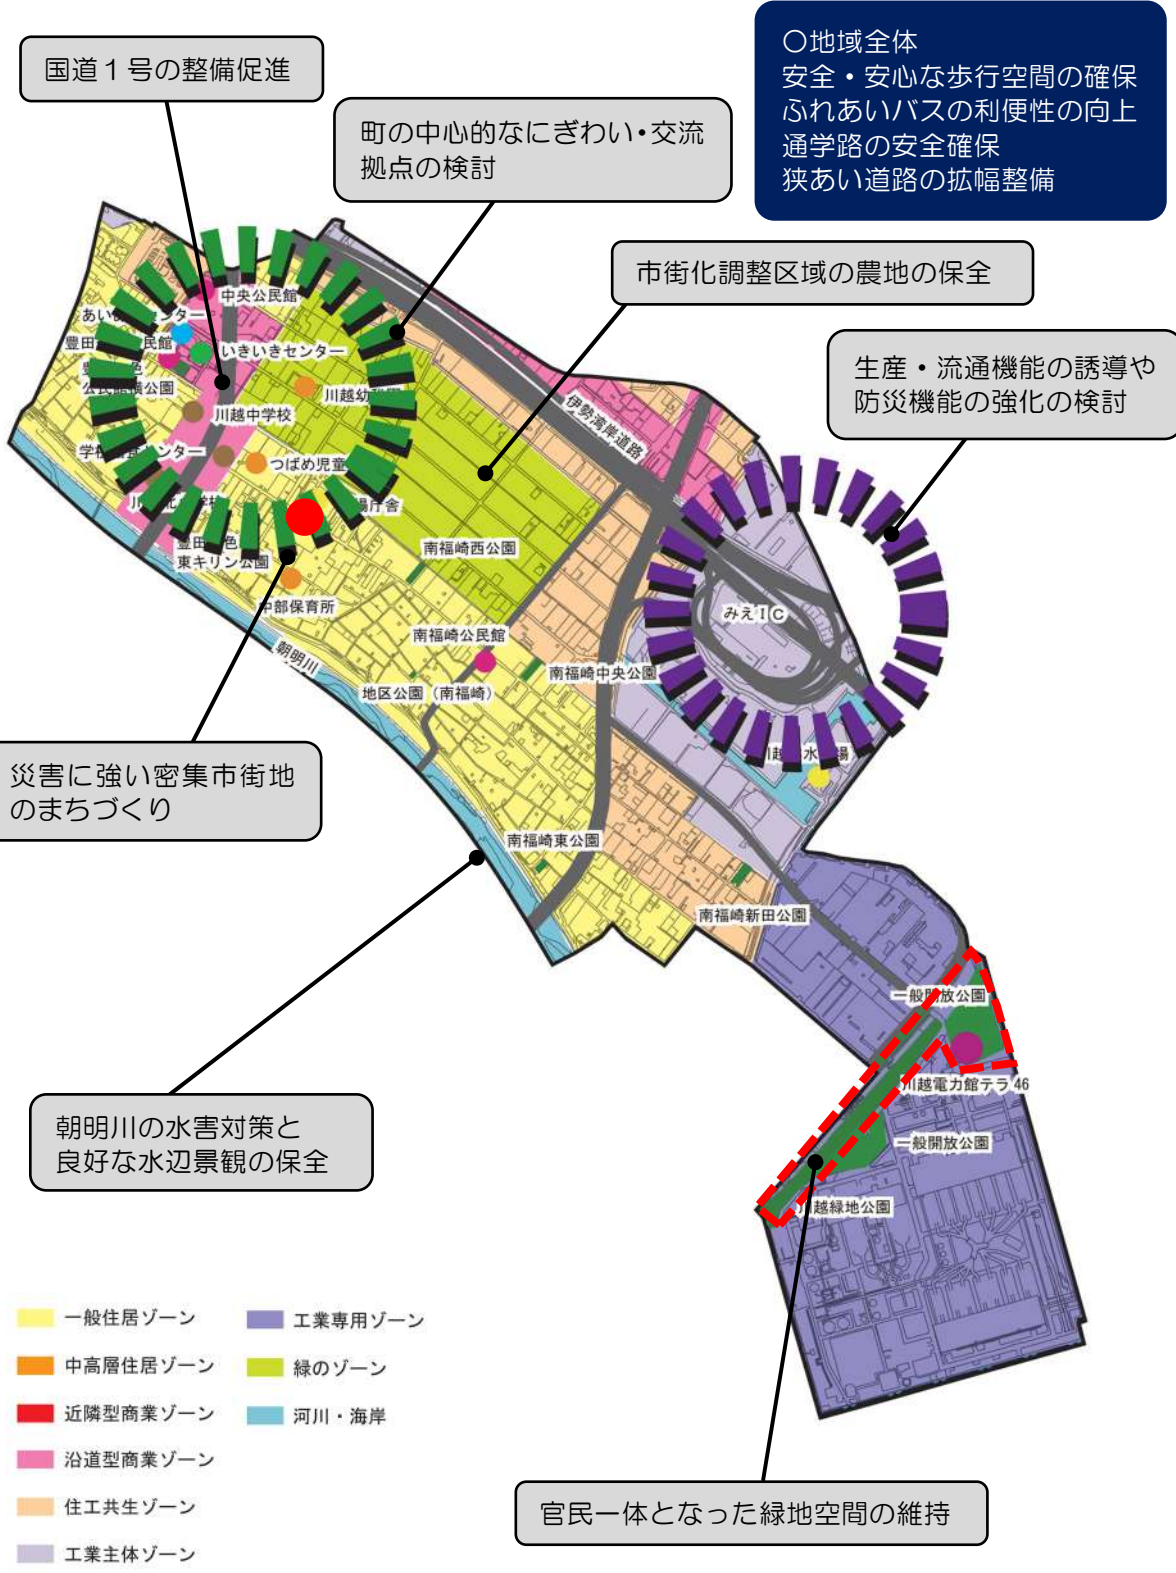 国道１号の整備促進
町の中心的なにぎわい・交流
拠点の検討
〇地域全体
安全・安心な歩行空間の確保
ふれあいバスの利便性の向上
通学路の安全確保
狭あい道路の拡幅整備
市街化調整区域の農地の保全
生産・流通機能の誘導や
防災機能の強化の検討
中央公民館
いきいきセンター
川越中学校
つばめ児童
伊勢湾岸道路
東キリン公園
中部保育所
南福崎西公園
南福崎公民館
地区公園（南福崎）
朝明川
南福崎中央公園
みえIC
災害に強い密集市街地
のまちづくり
南福崎東公園
南福崎新田公園
一般開放公園
川越電力館テラ46
一般開放公園
川越緑地公園
朝明川の水害対策と
良好な水辺景観の保全
官民一体となった緑地空間の維持
一般住居ゾーン
中高層住居ゾーン
近隣型商業ゾーン
沿道型商業ゾーン
住工共生ゾーン
工業主体ゾーン
工業専用ゾーン
緑のゾーン
河川・海岸